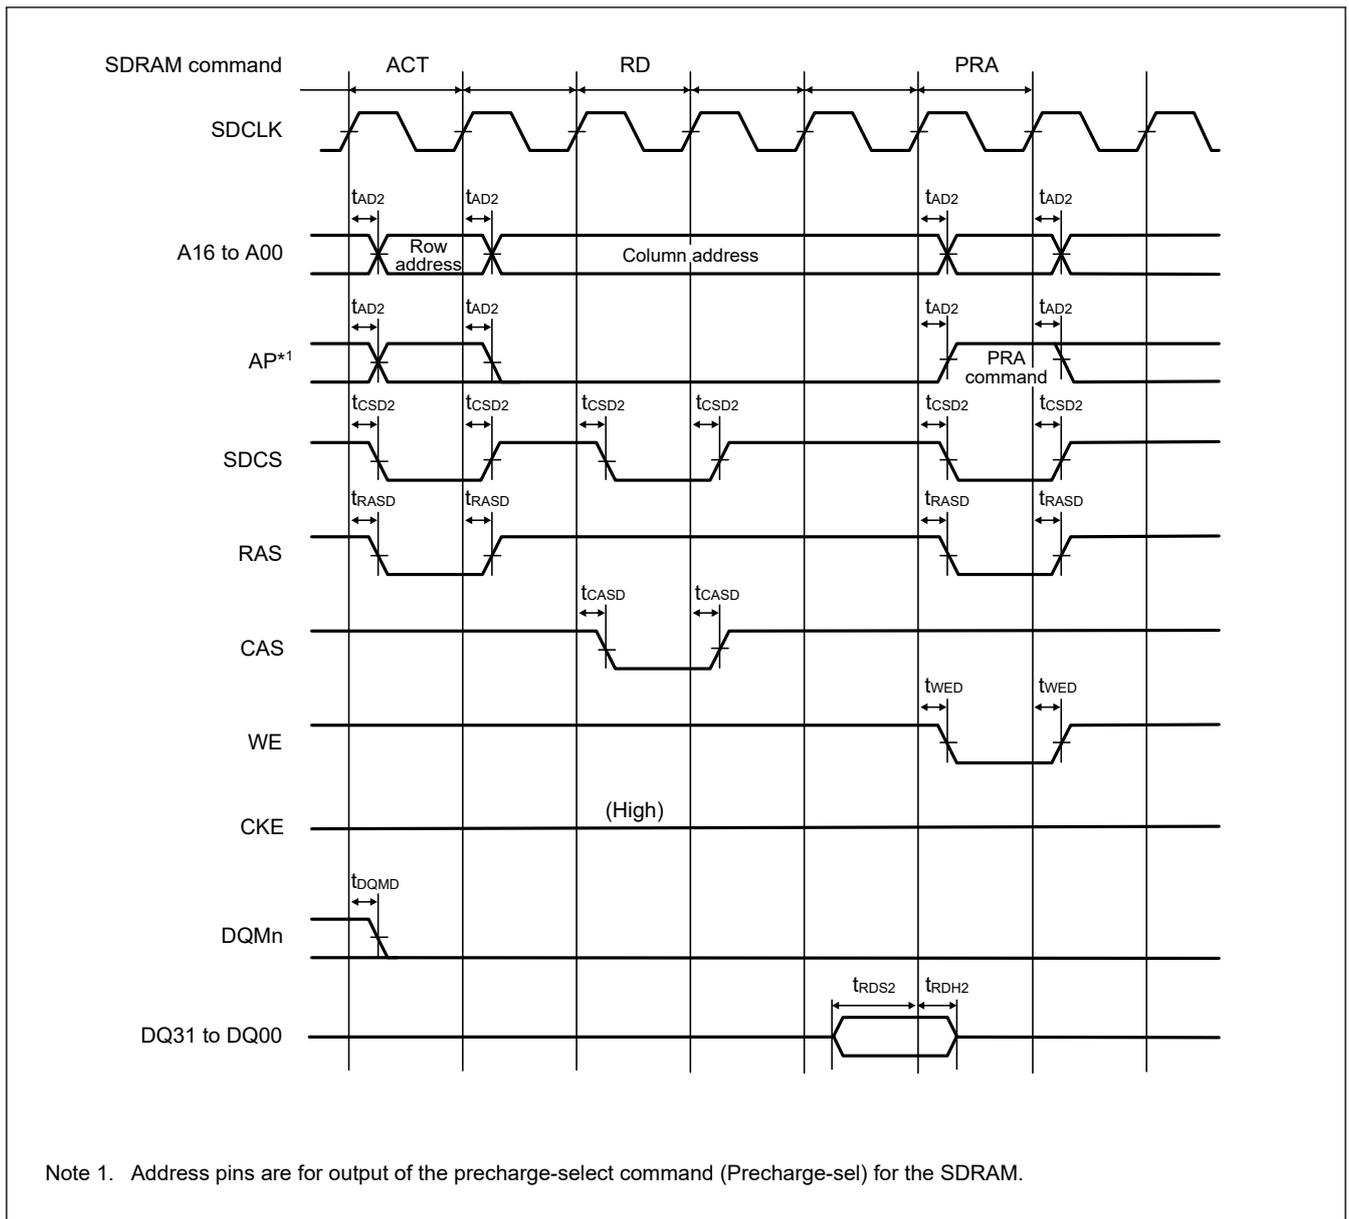 SDRAM command ACT RD PRA
SDCLK
tAD2 tAD2 tAD2 tAD2
A16 to A00
Row
address
Column address
tAD2 tAD2 tAD2 tAD2
AP*1
PRA
command
tCSD2 tCSD2 tCSD2 tCSD2 tCSD2 tCSD2
SDCS
tRASD tRASD tRASD tRASD
RAS
tCASD tCASD
CAS
tWED tWED
WE
(High)
CKE
tDQMD
DQMn
tRDS2 tRDH2
DQ31 to DQ00
Note 1. Address pins are for output of the precharge-select command (Precharge-sel) for the SDRAM.